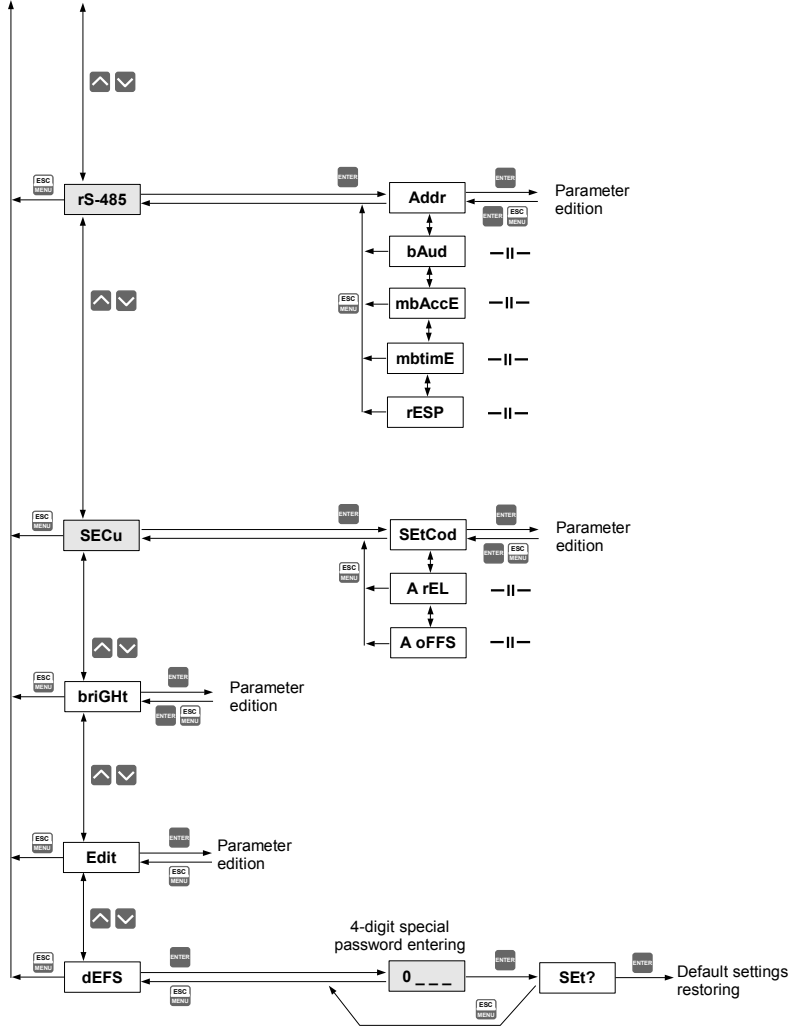 ESC
MENU
rS-485
ENTER
Addr
ENTER
ENTER
ESC
MENU
Parameter
edition
bAud
–II–
ESC
MENU
mbAccE
–II–
mbtimE
–II–
rESP
–II–
ESC
MENU
SECu
ENTER
SEtCod
ENTER
ENTER
ESC
MENU
Parameter
edition
ESC
MENU
A rEL
–II–
A oFFS
–II–
ESC
MENU
briGHt
ENTER
ENTER
ESC
MENU
Parameter
edition
ESC
MENU
Edit
ENTER
ESC
MENU
Parameter
edition
4-digit special
password entering
ESC
MENU
dEFS
ENTER
ESC
MENU
0 _ _ _
ENTER
ESC
MENU
SEt?
ENTER
Default settings
restoring